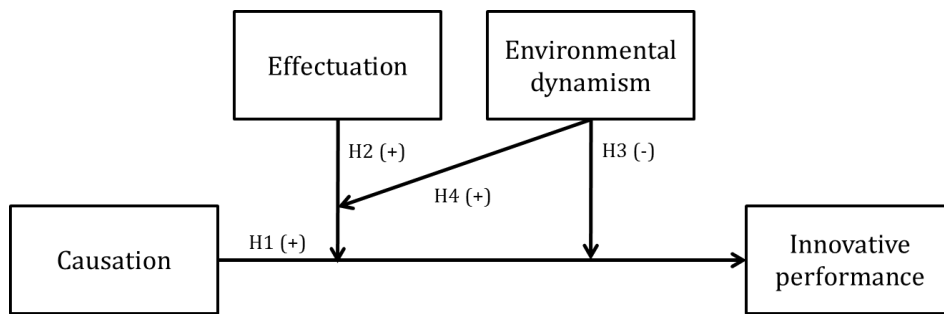 Effectuation
Environmental
dynamism
H2 (+)
H3 (-)
H4 (+)
H1 (+)
Causation
Innovative
performance